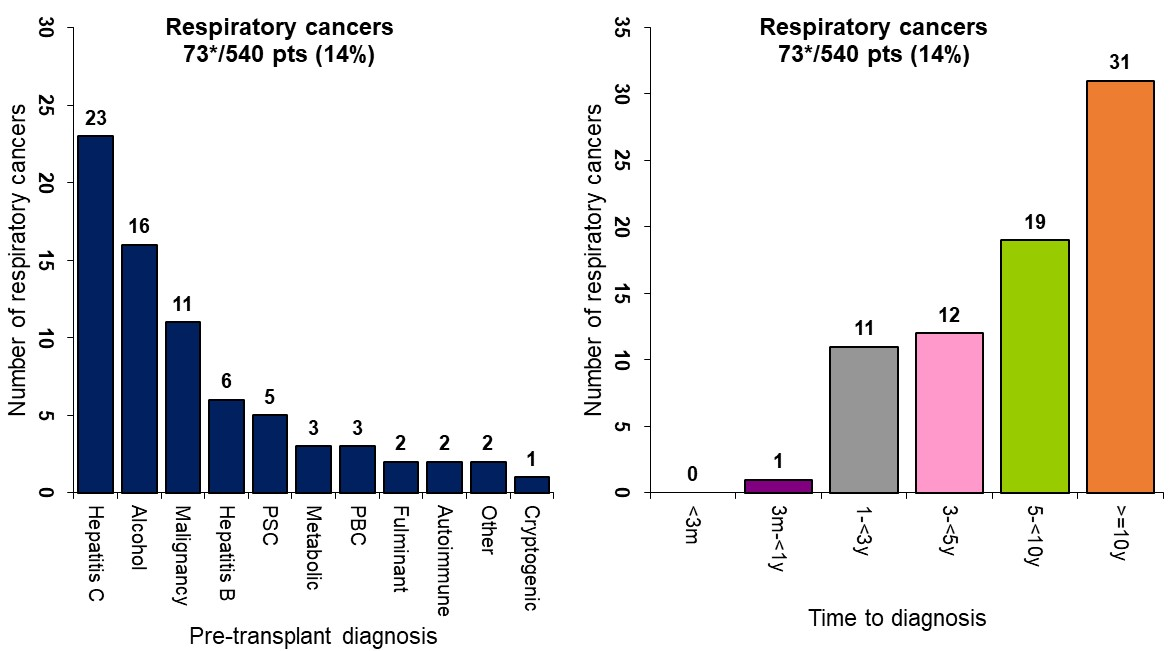 Respiratory cancers
73*/540 pts (14%)
Number of respiratory cancers
30
25
20
15
10
5
0
23
16
11
6
5
3
3
2
2
2
1
Hepatitis C
Alcohol
Malignancy
Hepatitis B
PSC
Metabolic
PBC
Fulminant
Autoimmune
Other
Cryptogenic
Pre-transplant diagnosis
Respiratory cancers
73*/540 pts (14%)
Number of respiratory cancers
35
30
25
20
15
10
5
0
0
1
11
12
19
31
<3m
3m-<1y
1-<3y
3-<5y
5-<10y
>=10y
Time to diagnosis